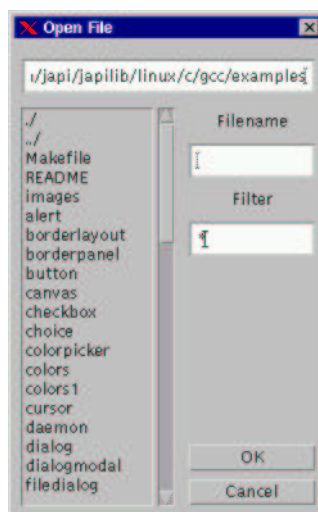 Open File
/japi/japilib/linux/c/gcc/examples
./
../
Makefile
README
images
alert
borderlayout
borderpanel
button
canvas
checkbox
choice
colorpicker
colors
colors1
cursor
daemon
dialog
dialogmodal
filedialog
Filename
Filter
OK
Cancel